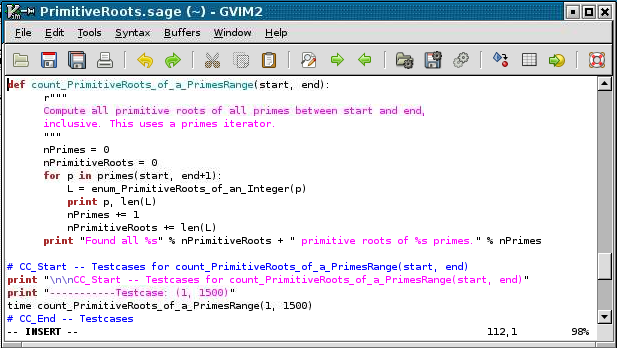 PrimitiveRoots.sage (~) - GVIM2
File Edit Tools Syntax Buffers Window Help
def count_PrimitiveRoots_of_a_PrimesRange(start, end):
r"""
Compute all primitive roots of all primes between start and end,
inclusive. This uses a primes iterator.
"""
nPrimes = 0
nPrimitiveRoots = 0
for p in primes(start, end+1):
L = enum_PrimitiveRoots_of_an_Integer(p)
print p, len(L)
nPrimes += 1
nPrimitiveRoots += len(L)
print "Found all %s" % nPrimitiveRoots + " primitive roots of %s primes." % nPrimes
# CC_Start -- Testcases for count_PrimitiveRoots_of_a_PrimesRange(start, end)
print "\n\nCC_Start -- Testcases for count_PrimitiveRoots_of_a_PrimesRange(start, end)"
print "-----------Testcase: (1, 1500)"
time count_PrimitiveRoots_of_a_PrimesRange(1, 1500)
# CC_End -- Testcases
-- INSERT -- 112,1 98%